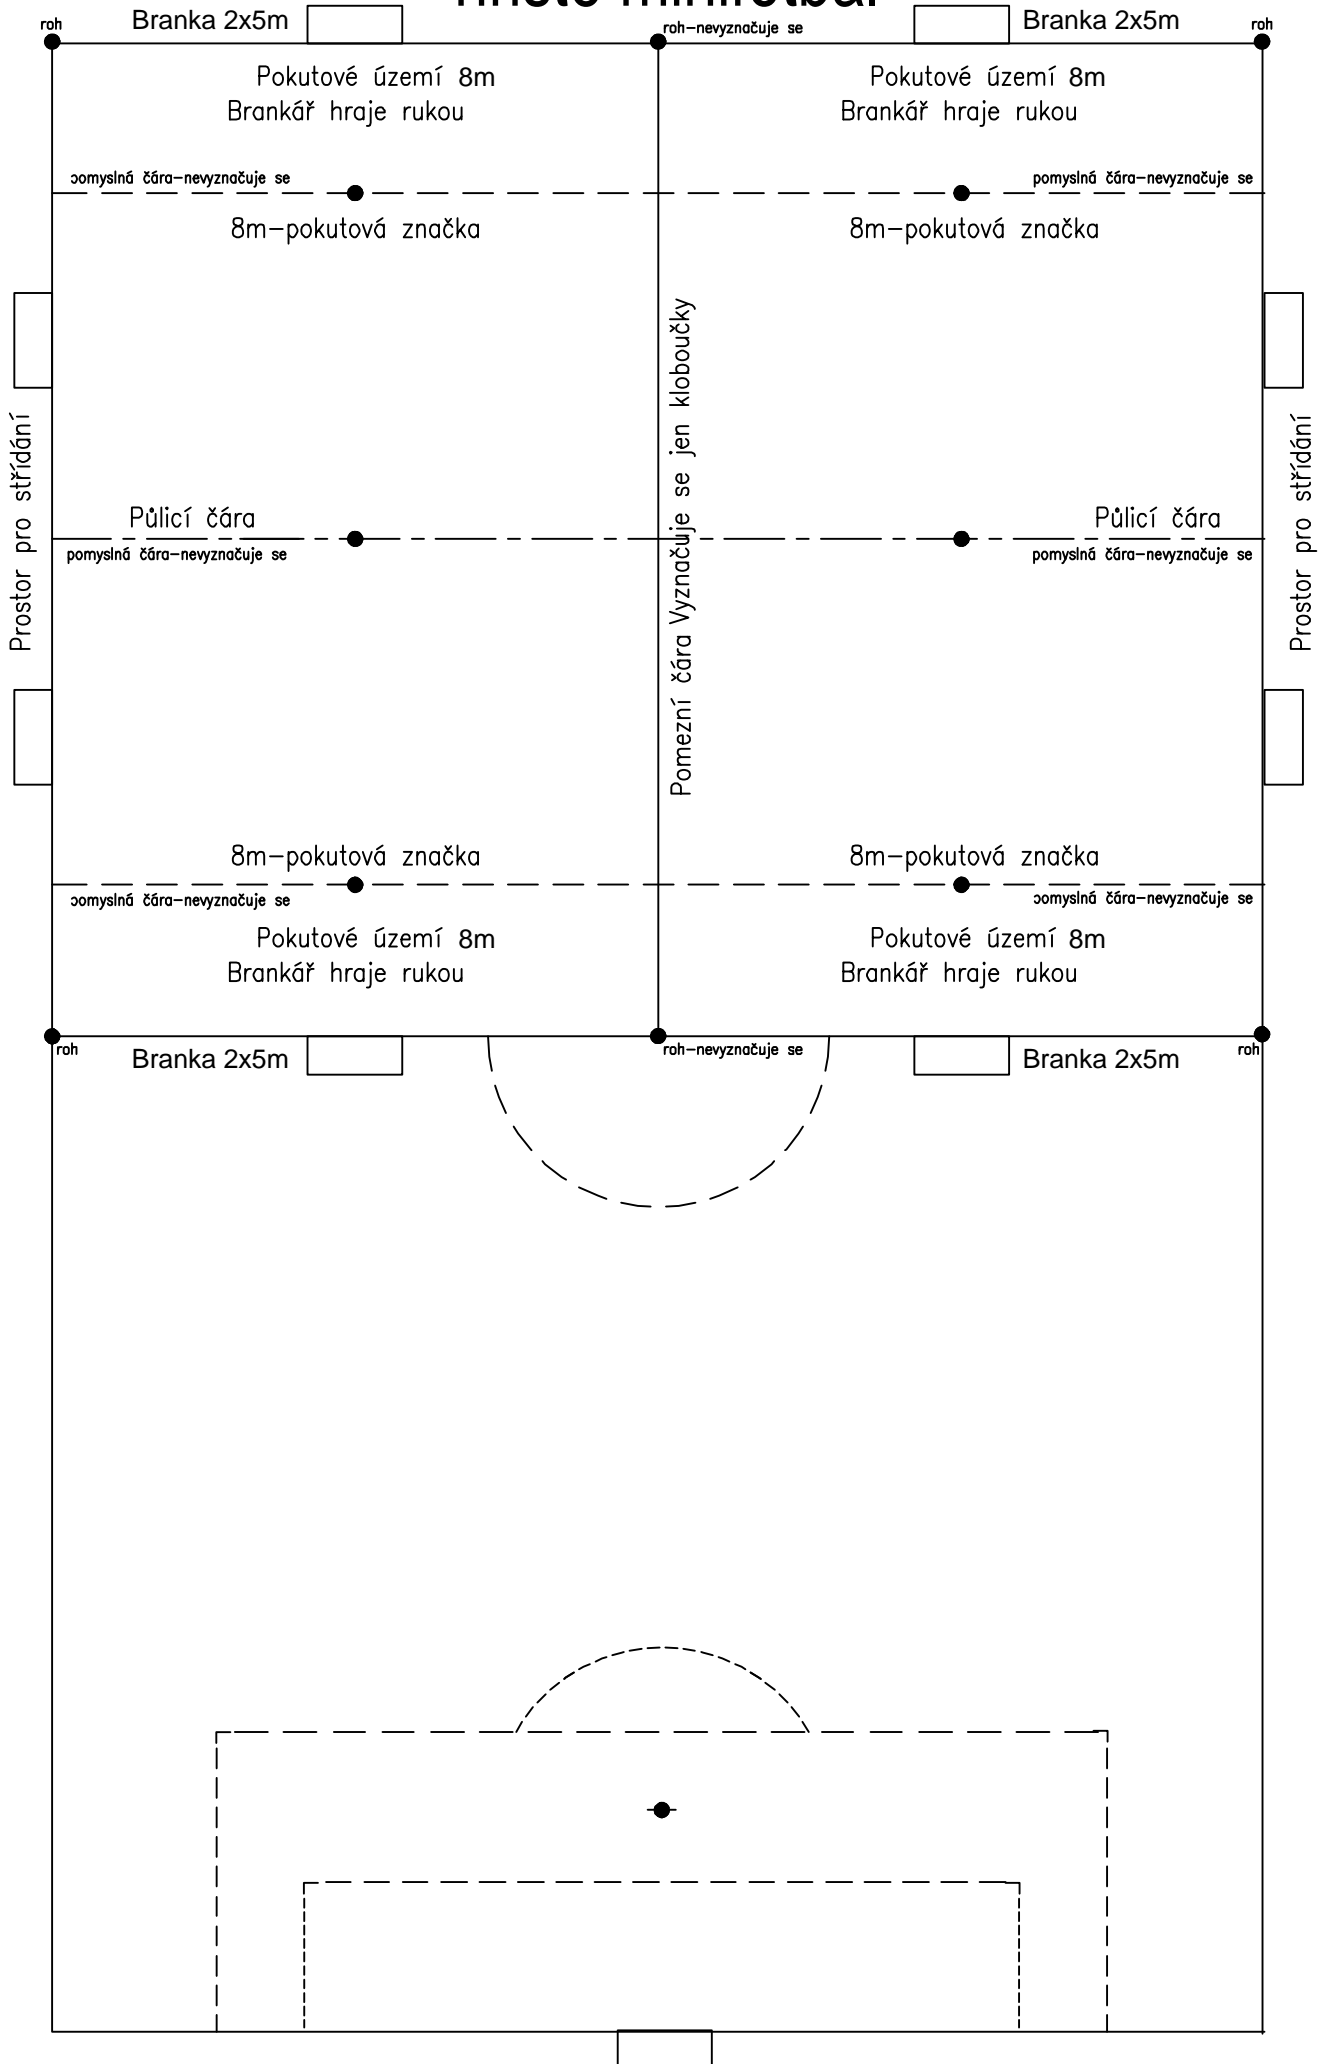 roh
Branka 2x5m
roh-nevyznačuje se
Branka 2x5m
roh
Pokutové území 8m
Brankář hraje rukou
Pokutové území 8m
Brankář hraje rukou
pomyslná čára-nevyznačuje se
pomyslná čára-nevyznačuje se
8m-pokutová značka
8m-pokutová značka
Prostor pro střídání
Pomezní čára Vyznačuje se jen kloboučky
Prostor pro střídání
Půlicí čára
pomyslná čára-nevyznačuje se
Půlicí čára
pomyslná čára-nevyznačuje se
8m-pokutová značka
8m-pokutová značka
pomyslná čára-nevyznačuje se
pomyslná čára-nevyznačuje se
Pokutové území 8m
Brankář hraje rukou
Pokutové území 8m
Brankář hraje rukou
roh
Branka 2x5m
roh-nevyznačuje se
Branka 2x5m
roh